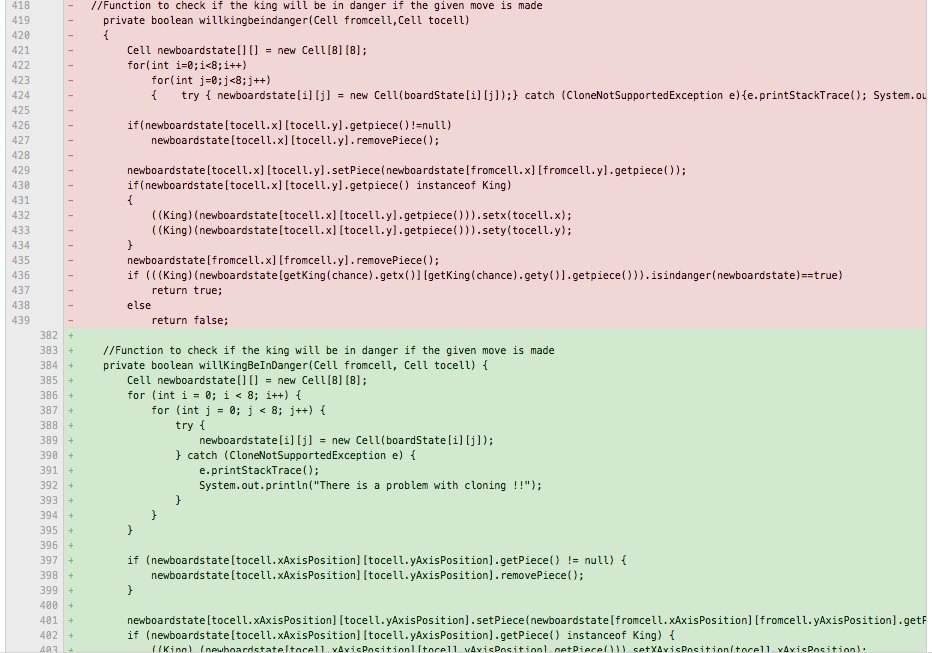 418 - //Function to check if the king will be in danger if the given move is made
419 - private boolean willkingbeindanger(Cell fromcell,Cell tocell)
420 - {
421 - Cell newboardstate[][] = new Cell[8][8];
422 - for(int i=0;i<8;i++)
423 - for(int j=0;j<8;j++)
424 - { try { newboardstate[i][j] = new Cell(boardState[i][j]);} catch (CloneNotSupportedException e){e.printStackTrace(); System.ou
425 -
426 - if(newboardstate[tocell.x][tocell.y].getpiece()!=null)
427 - newboardstate[tocell.x][tocell.y].removePiece();
428 -
429 - newboardstate[tocell.x][tocell.y].setPiece(newboardstate[fromcell.x][fromcell.y].getpiece());
430 - if(newboardstate[tocell.x][tocell.y].getpiece() instanceof King)
431 - {
432 - ((King)(newboardstate[tocell.x][tocell.y].getpiece())).setx(tocell.x);
433 - ((King)(newboardstate[tocell.x][tocell.y].getpiece())).sety(tocell.y);
434 - }
435 - newboardstate[fromcell.x][fromcell.y].removePiece();
436 - if (((King)(newboardstate[getKing(chance).getx()][getKing(chance).gety()].getpiece())).isindanger(newboardstate)==true)
437 - return true;
438 - else
439 - return false;
382 +
383 + //Function to check if the king will be in danger if the given move is made
384 + private boolean willKingBeInDanger(Cell fromcell, Cell tocell) {
385 + Cell newboardstate[][] = new Cell[8][8];
386 + for (int i = 0; i < 8; i++) {
387 + for (int j = 0; j < 8; j++) {
388 + try {
389 + newboardstate[i][j] = new Cell(boardState[i][j]);
390 + } catch (CloneNotSupportedException e) {
391 + e.printStackTrace();
392 + System.out.println("There is a problem with cloning !!");
393 + }
394 + }
395 + }
396 +
397 + if (newboardstate[tocell.xAxisPosition][tocell.yAxisPosition].getPiece() != null) {
398 + newboardstate[tocell.xAxisPosition][tocell.yAxisPosition].removePiece();
399 + }
400 +
401 + newboardstate[tocell.xAxisPosition][tocell.yAxisPosition].setPiece(newboardstate[fromcell.xAxisPosition][fromcell.yAxisPosition].getP
402 + if (newboardstate[tocell.xAxisPosition][tocell.yAxisPosition].getPiece() instanceof King) {
403 + ((King) (newboardstate[tocell.xAxisPosition][tocell.yAxisPosition].getPiece())).setXAxisPosition(tocell.xAxisPosition);